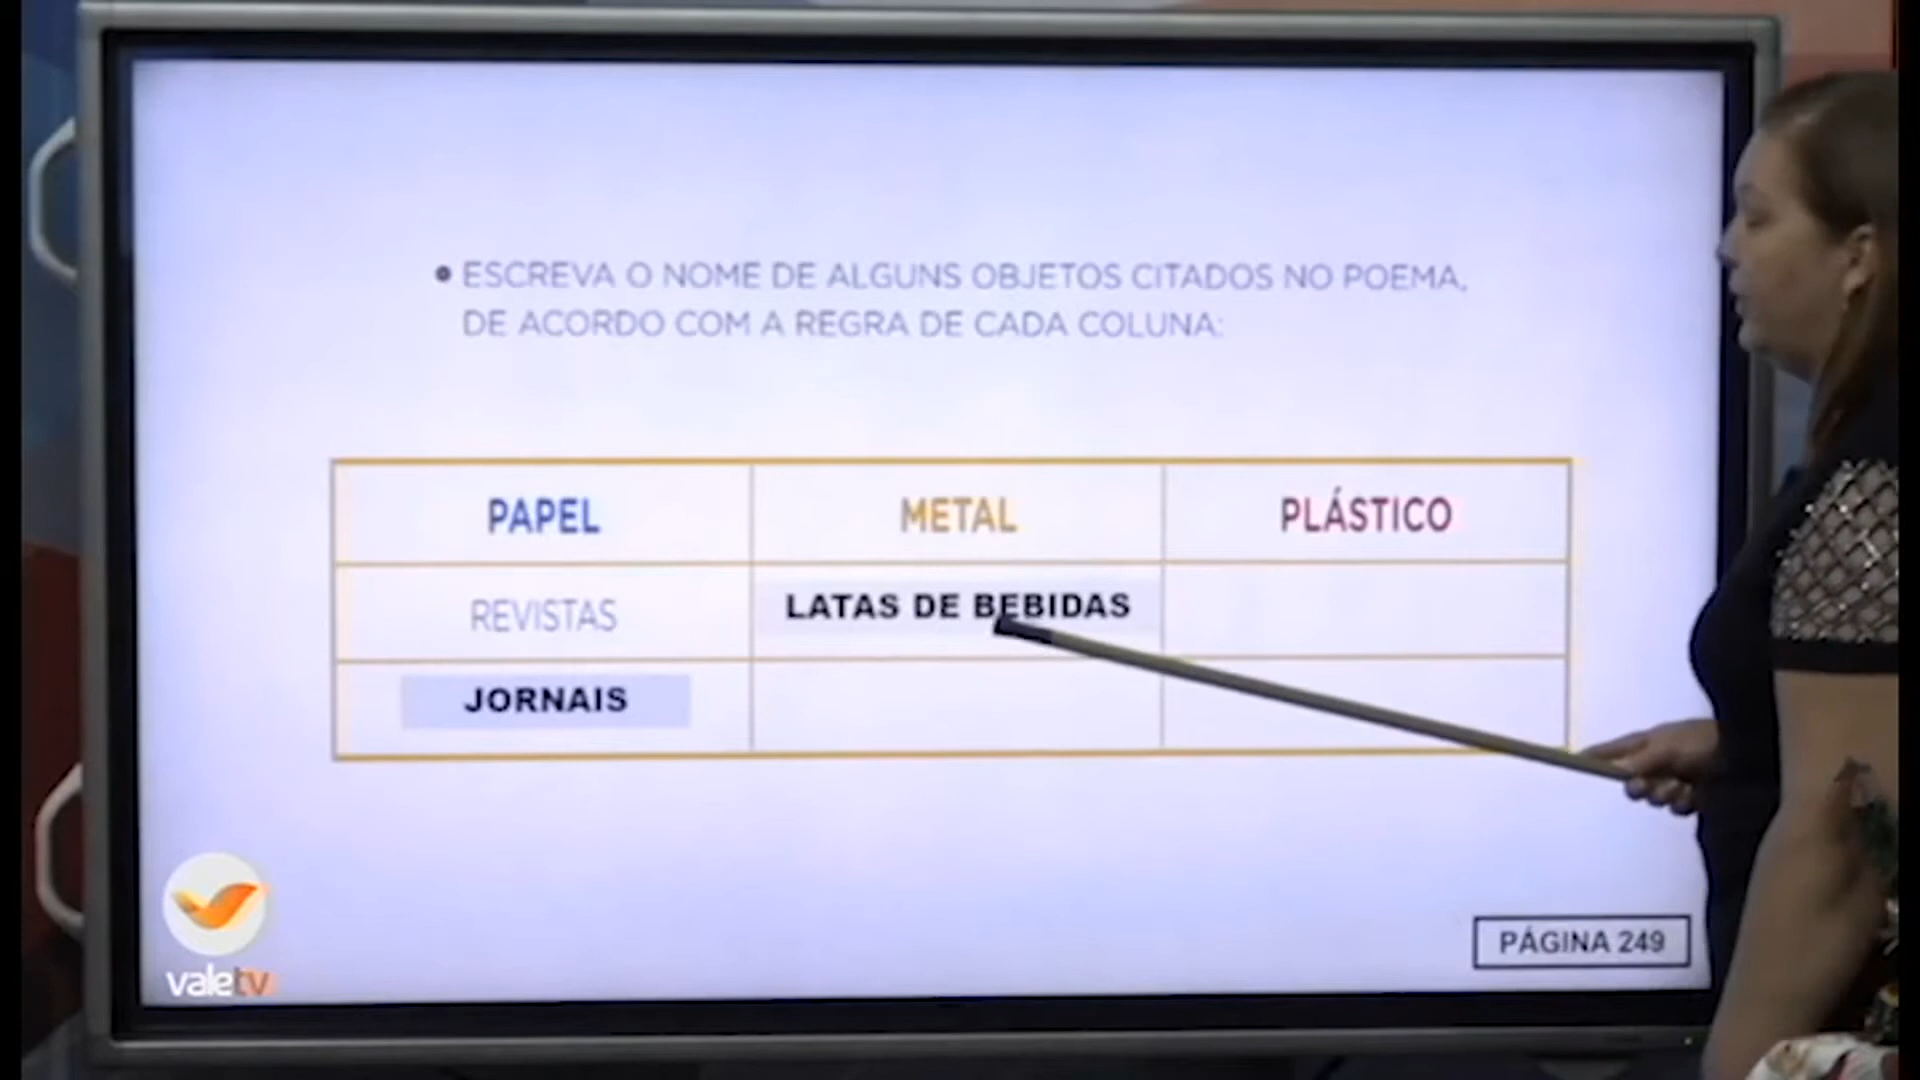 ● ESCREVA O NOME DE ALGUNS OBJETOS CITADOS NO POEMA,
DE ACORDO COM A REGRA DE CADA COLUNA:
PAPEL METAL PLÁSTICO
REVISTAS LATAS DE BEBIDAS
JORNAIS
PÁGINA 249
valetv